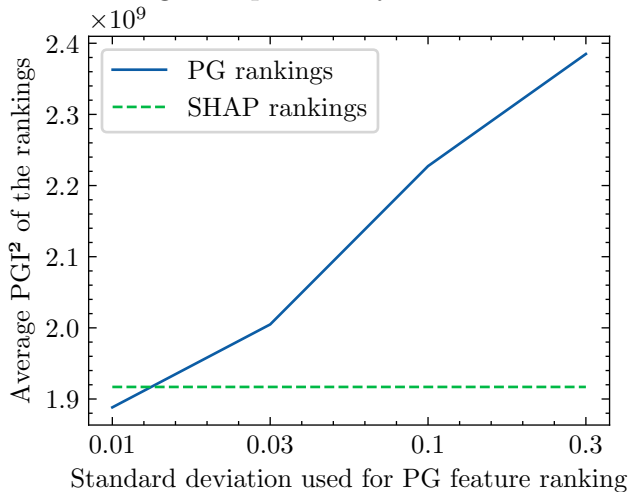 ×10⁹
2.4
2.3
2.2
2.1
2.0
1.9
Average PGI² of the rankings
PG rankings
SHAP rankings
0.01 0.03 0.1 0.3
Standard deviation used for PG feature ranking